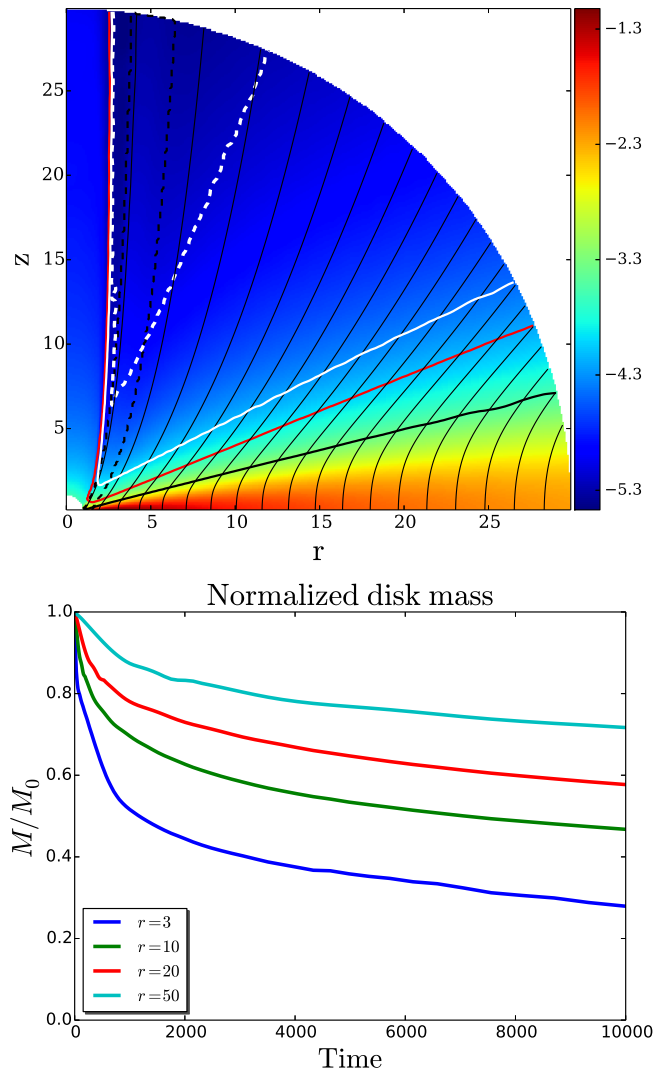 25
20
15
10
5
z
0 5 10 15 20 25
r
−1.3
−2.3
−3.3
−4.3
−5.3
Normalized disk mass
1.0
0.8
0.6
0.4
0.2
0.0
M/M₀
r = 3
r = 10
r = 20
r = 50
0 2000 4000 6000 8000 10000
Time